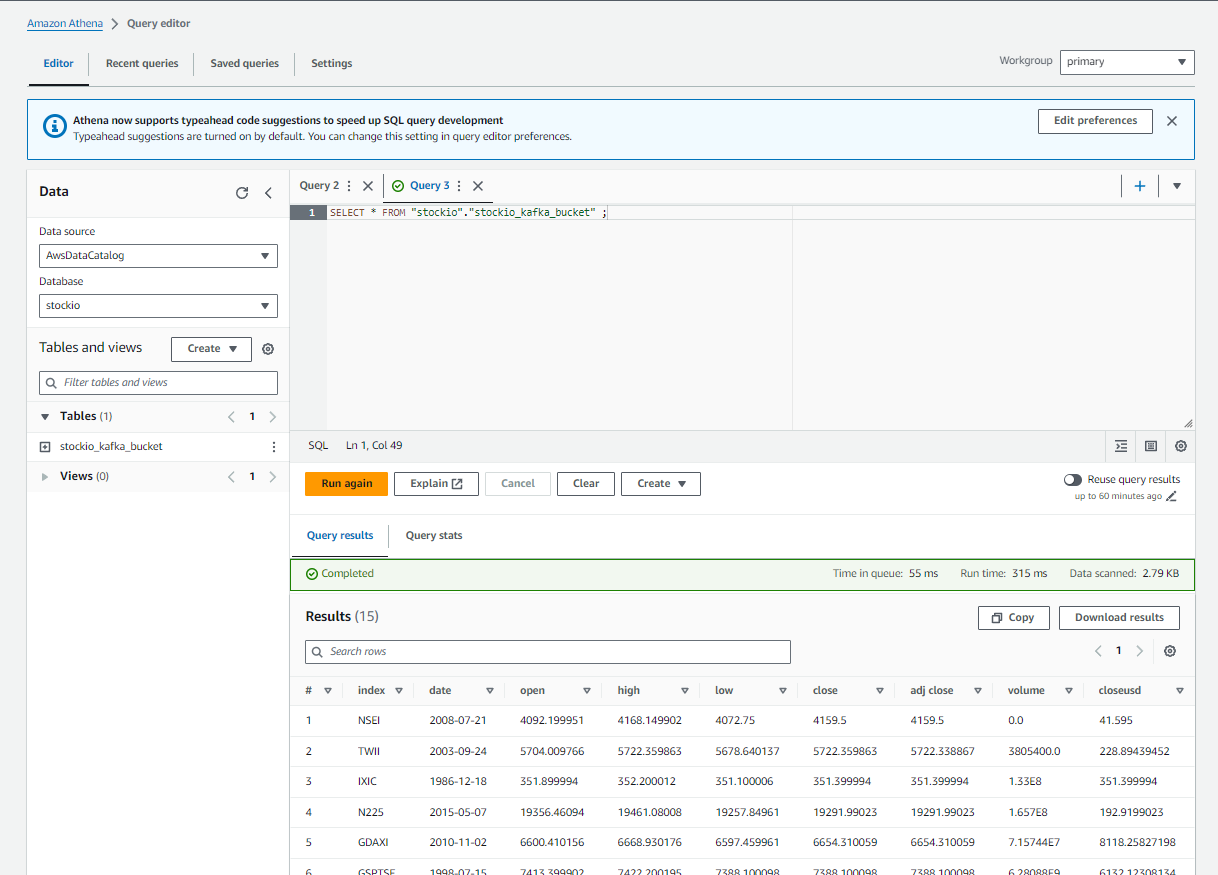 Amazon Athena > Query editor
Editor Recent queries Saved queries Settings
Workgroup primary
Athena now supports typeahead code suggestions to speed up SQL query development
Typeahead suggestions are turned on by default. You can change this setting in query editor preferences.
Edit preferences
Data
Data source
AwsDataCatalog
Database
stockio
Tables and views
Create
Filter tables and views
Tables (1) 1
stockio_kafka_bucket
Views (0) 1
Query 2 Query 3
1 SELECT * FROM "stockio"."stockio_kafka_bucket" ;
SQL Ln 1, Col 49
Run again Explain Cancel Clear Create
Reuse query results
up to 60 minutes ago
Query results Query stats
Completed
Time in queue: 55 ms Run time: 315 ms Data scanned: 2.79 KB
Results (15)
Copy Download results
Search rows
1
# index date open high low close adj close volume closeusd
1 NSEI 2008-07-21 4092.199951 4168.149902 4072.75 4159.5 4159.5 0.0 41.595
2 TWII 2003-09-24 5704.009766 5722.359863 5678.640137 5722.359863 5722.338867 3805400.0 228.89439452
3 IXIC 1986-12-18 351.899994 352.200012 351.100006 351.399994 351.399994 1.33E8 351.399994
4 N225 2015-05-07 19356.46094 19461.08008 19257.84961 19291.99023 19291.99023 1.657E8 192.9199023
5 GDAXI 2010-11-02 6600.410156 6668.930176 6597.459961 6654.310059 6654.310059 7.15744E7 8118.25827198
6 GSPTSE 1998-07-15 7413.399902 7422.200195 7388.100098 7388.100098 7388.100098 6.28088E9 6132.12308134